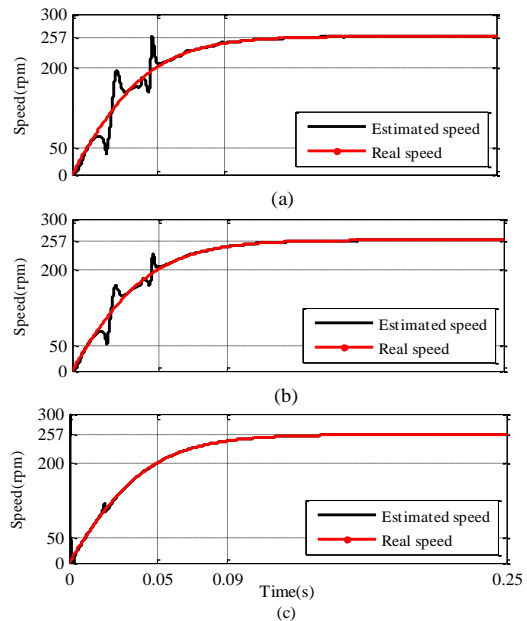 (a)
Speed(rpm)
300
257
200
50
0
Estimated speed
Real speed
(a)
Speed(rpm)
300
257
200
50
0
Estimated speed
Real speed
(b)
Speed(rpm)
300
257
200
50
0
Estimated speed
Real speed
0 0.05 0.09 Time(s) 0.25
(c)